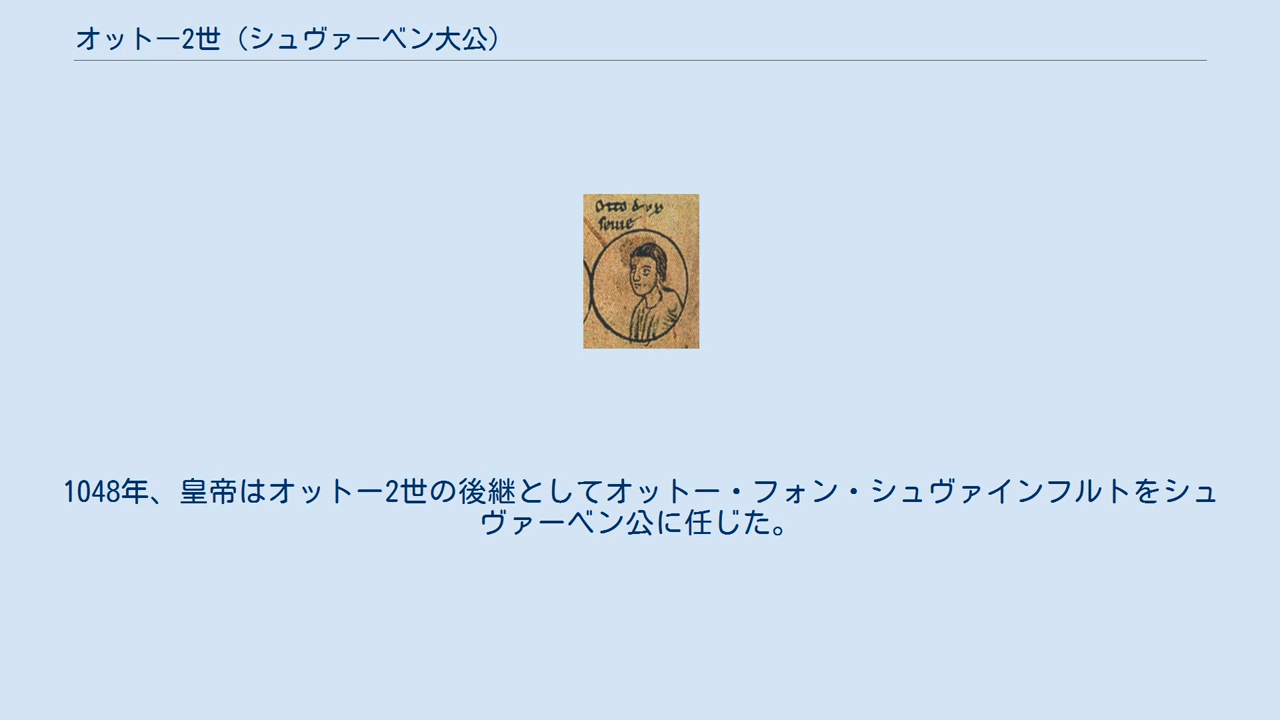 オットー2世（シュヴァーベン大公）
Otto dux
1048年、皇帝はオットー2世の後継としてオットー・フォン・シュヴァインフルトをシュ
ヴァーベン公に任じた。